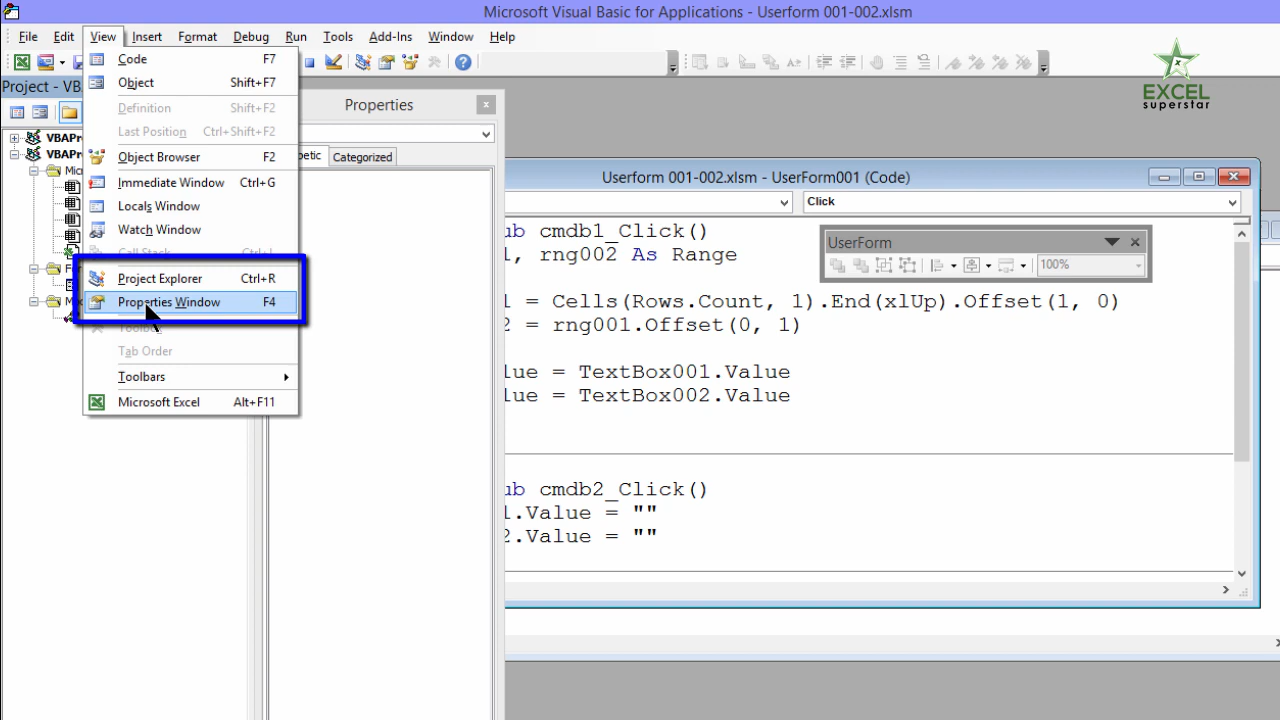 Microsoft Visual Basic for Applications - Userform 001-002.xlsm
File Edit View Insert Format Debug Run Tools Add-Ins Window Help
EXCEL
superstar
Project - VB
Code F7
Object Shift+F7
Definition Shift+F2
Last Position Ctrl+Shift+F2
Object Browser F2
Immediate Window Ctrl+G
Locals Window
Watch Window
Call Stack Ctrl+L
Project Explorer Ctrl+R
Properties Window F4
Tab Order
Toolbars
Microsoft Excel Alt+F11
VBAPr
VBAPr
Properties
Categorized
Userform 001-002.xlsm - UserForm001 (Code)
Click
UserForm
100%
ub cmdb1_Click()
1, rng002 As Range
1 = Cells(Rows.Count, 1).End(xlUp).Offset(1, 0)
2 = rng001.Offset(0, 1)
lue = TextBox001.Value
lue = TextBox002.Value
ub cmdb2_Click()
1.Value = ""
2.Value = ""